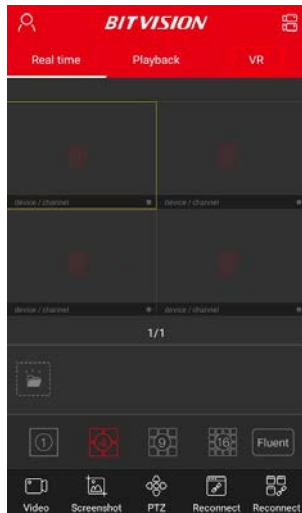 BITVISION
Real time Playback VR
device / channel device / channel
device / channel device / channel
1/1
1 4 9 16 Fluent
Video Screenshot PTZ Reconnect Reconnect